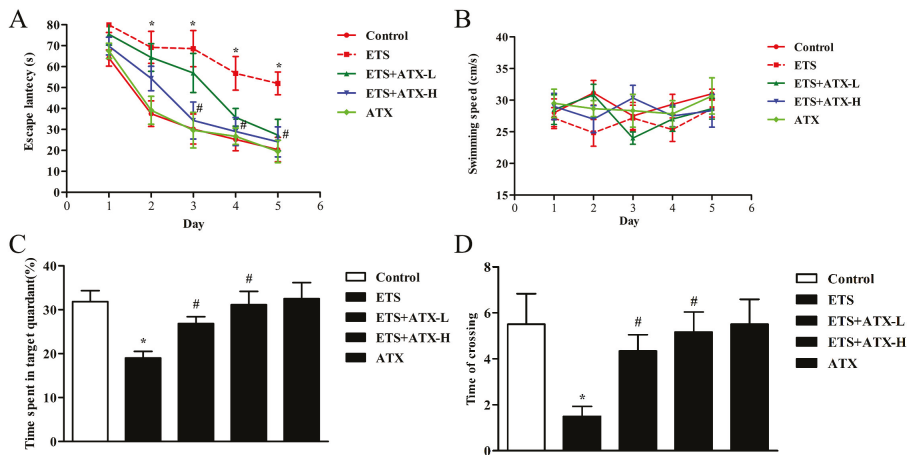 A
Escape lantecy (s)
80
70
60
50
40
30
20
10
0
* * * *
# # #
0 1 2 3 4 5 6
Day
Control
ETS
ETS+ATX-L
ETS+ATX-H
ATX
B
Swimming speed (cm/s)
40
35
30
25
20
15
0 1 2 3 4 5 6
Day
Control
ETS
ETS+ATX-L
ETS+ATX-H
ATX
C
Time spent in target quardant(%)
40
30
20
10
0
* # #
Control
ETS
ETS+ATX-L
ETS+ATX-H
ATX
D
Time of crossing
6
4
2
0
* # #
Control
ETS
ETS+ATX-L
ETS+ATX-H
ATX